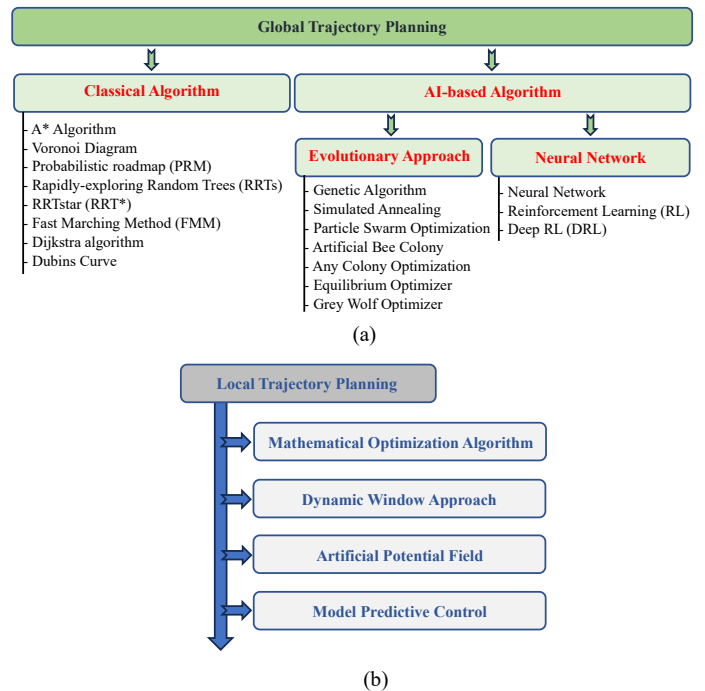 Global Trajectory Planning
Classical Algorithm
- A* Algorithm
- Voronoi Diagram
- Probabilistic roadmap (PRM)
- Rapidly-exploring Random Trees (RRTs)
- RRTstar (RRT*)
- Fast Marching Method (FMM)
- Dijkstra algorithm
- Dubins Curve
AI-based Algorithm
Evolutionary Approach
- Genetic Algorithm
- Simulated Annealing
- Particle Swarm Optimization
- Artificial Bee Colony
- Any Colony Optimization
- Equilibrium Optimizer
- Grey Wolf Optimizer
Neural Network
- Neural Network
- Reinforcement Learning (RL)
- Deep RL (DRL)
(a)
Local Trajectory Planning
Mathematical Optimization Algorithm
Dynamic Window Approach
Artificial Potential Field
Model Predictive Control
(b)